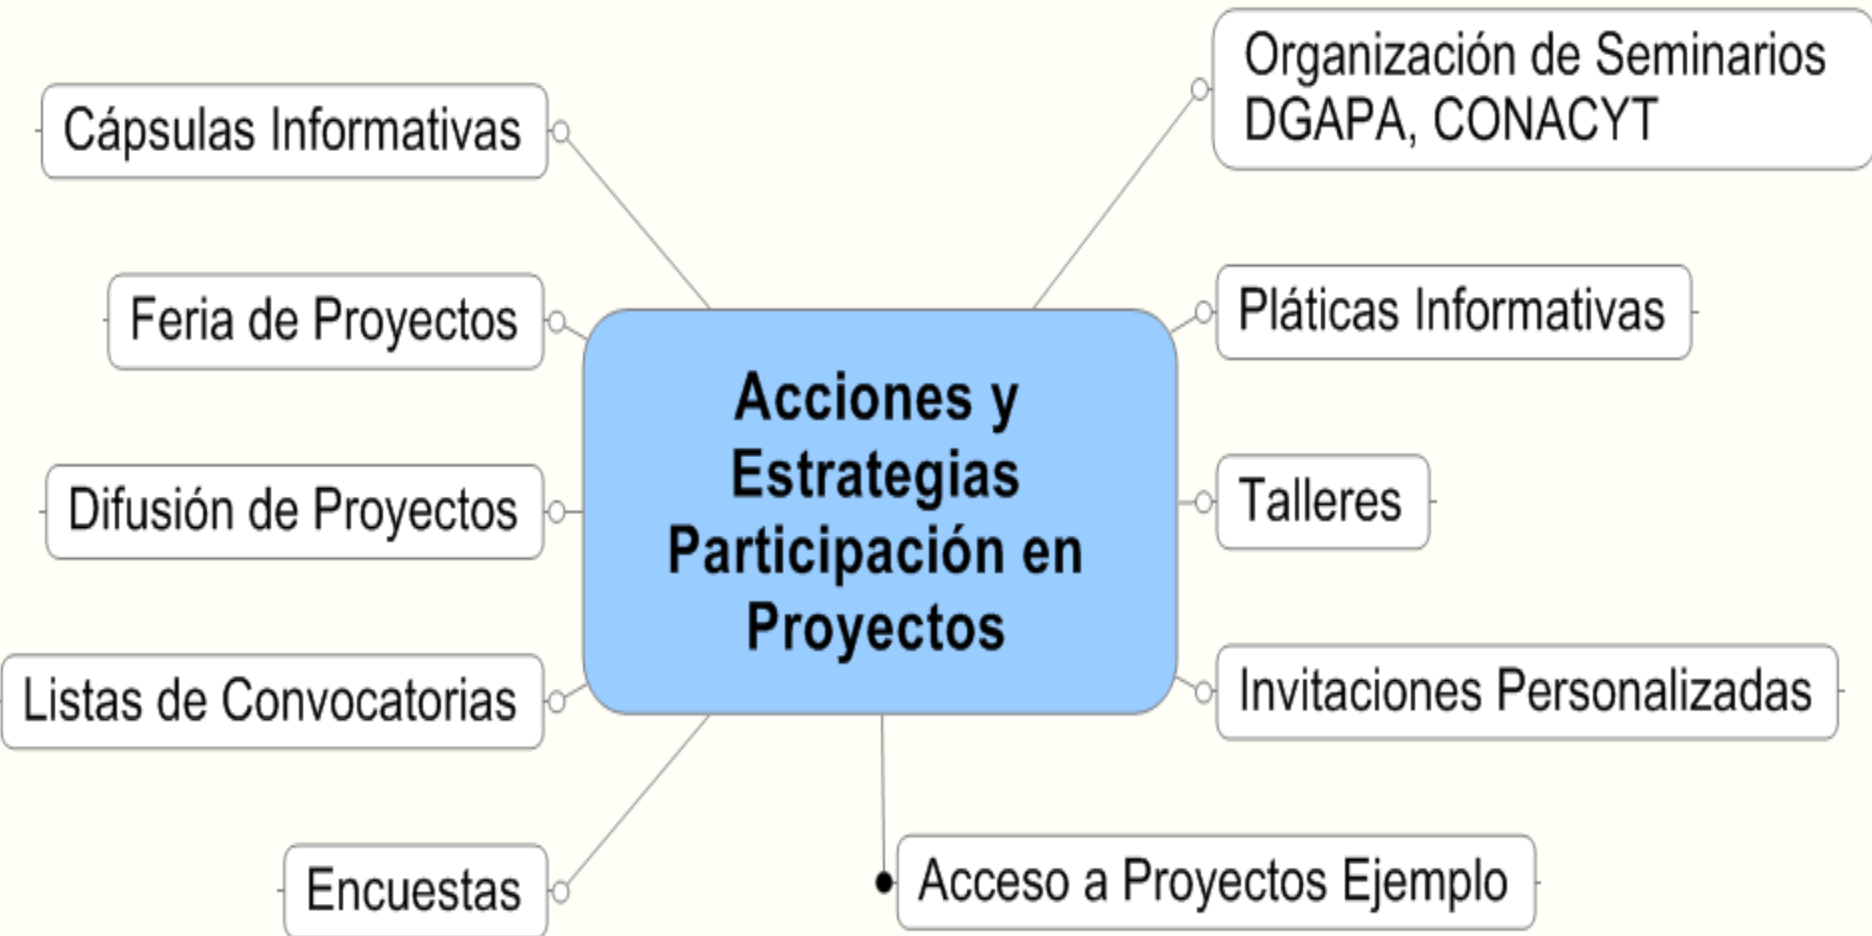 Organización de Seminarios
DGAPA, CONACYT
Cápsulas Informativas
Pláticas Informativas
Feria de Proyectos
Acciones y
Estrategias
Participación en
Proyectos
Talleres
Difusión de Proyectos
Invitaciones Personalizadas
Listas de Convocatorias
Acceso a Proyectos Ejemplo
Encuestas